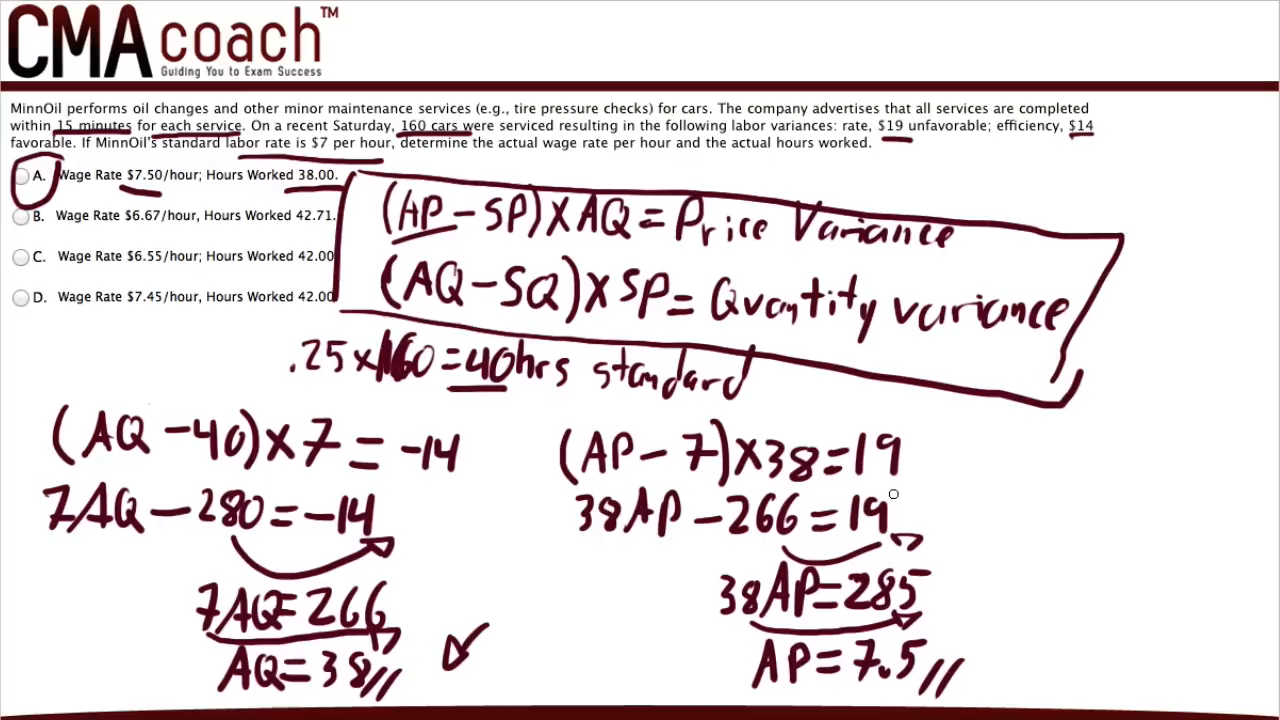 CMA coach™
Guiding You to Exam Success
MinnOil performs oil changes and other minor maintenance services (e.g., tire pressure checks) for cars. The company advertises that all services are completed
within 15 minutes for each service. On a recent Saturday, 160 cars were serviced resulting in the following labor variances: rate, $19 unfavorable; efficiency, $14
favorable. If MinnOil's standard labor rate is $7 per hour, determine the actual wage rate per hour and the actual hours worked.
A. Wage Rate $7.50/hour; Hours Worked 38.00.
B. Wage Rate $6.67/hour, Hours Worked 42.71.
C. Wage Rate $6.55/hour; Hours Worked 42.00
D. Wage Rate $7.45/hour, Hours Worked 42.00
(AP - SP) X AQ = Price Variance
(AQ - SQ) X SP = Quantity variance
.25 x 160 = 40 hrs standard
(AQ - 40) X 7 = -14
7AQ - 280 = -14
7AQ = 266
AQ = 38//
(AP - 7) X 38 = 19
38AP - 266 = 19
38AP = 285
AP = 7.5//